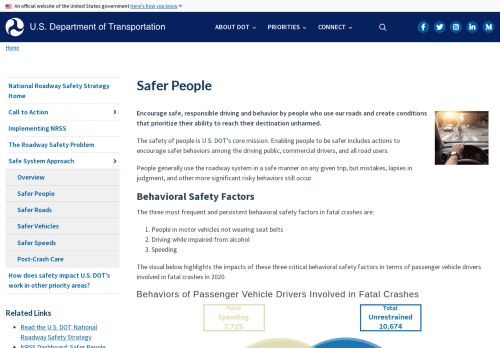 An official website of the United States government Here's how you know
U.S. Department of Transportation
ABOUT DOT
PRIORITIES
CONNECT
Home
National Roadway Safety Strategy
Home
Call to Action
Implementing NRSS
The Roadway Safety Problem
Safe System Approach
Overview
Safer People
Safer Roads
Safer Vehicles
Safer Speeds
Post-Crash Care
How does safety impact U.S. DOT's
work in other priority areas?
Related Links
Read the U.S. DOT National
Roadway Safety Strategy
NRSS Dashboard: Safer People
Safer People
Encourage safe, responsible driving and behavior by people who use our roads and create conditions
that prioritize their ability to reach their destination unharmed.
The safety of people is U.S. DOT's core mission. Enabling people to be safer includes actions to
encourage safer behaviors among the driving public, commercial drivers, and all road users.
People generally use the roadway system in a safe manner on any given trip, but mistakes, lapses in
judgment, and other more significant risky behaviors still occur.
Behavioral Safety Factors
The three most frequent and persistent behavioral safety factors in fatal crashes are:
1. People in motor vehicles not wearing seat belts
2. Driving while impaired from alcohol
3. Speeding
The visual below highlights the impacts of these three critical behavioral safety factors in terms of passenger vehicle drivers
involved in fatal crashes in 2020.
Behaviors of Passenger Vehicle Drivers Involved in Fatal Crashes
Total
Speeding
7,725
Total
Unrestrained
10,674